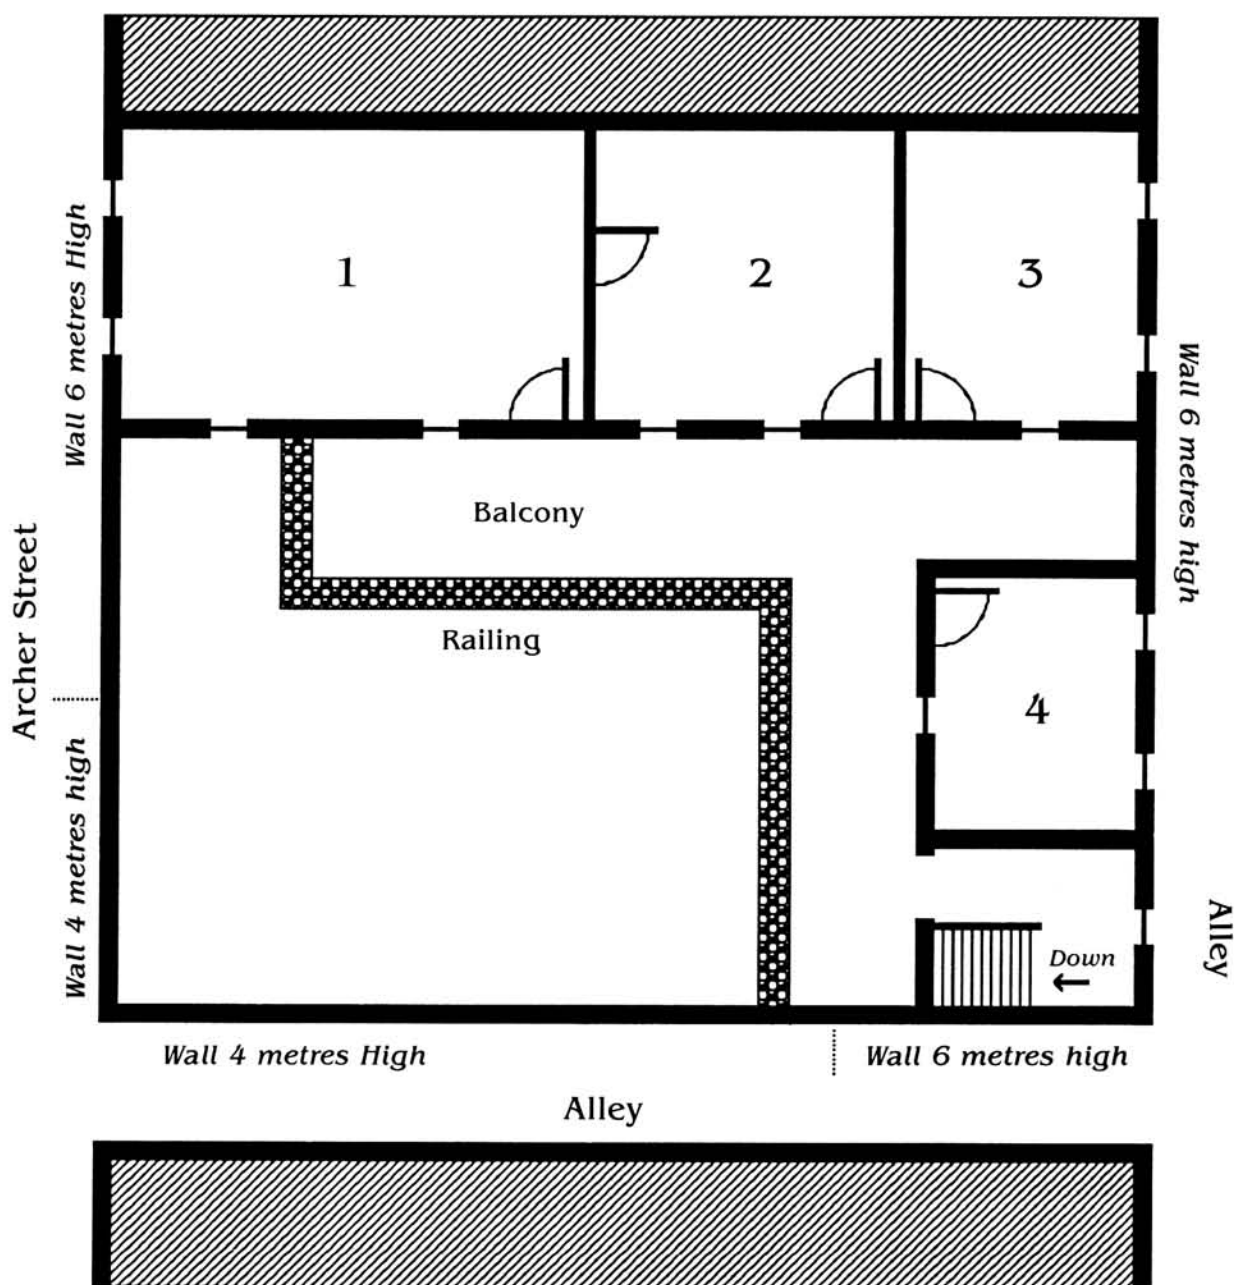 1
2
3
Wall 6 metres High
Wall 6 metres high
Balcony
Archer Street
Railing
4
Wall 4 metres high
Alley
Down
Wall 4 metres High
Wall 6 metres high
Alley